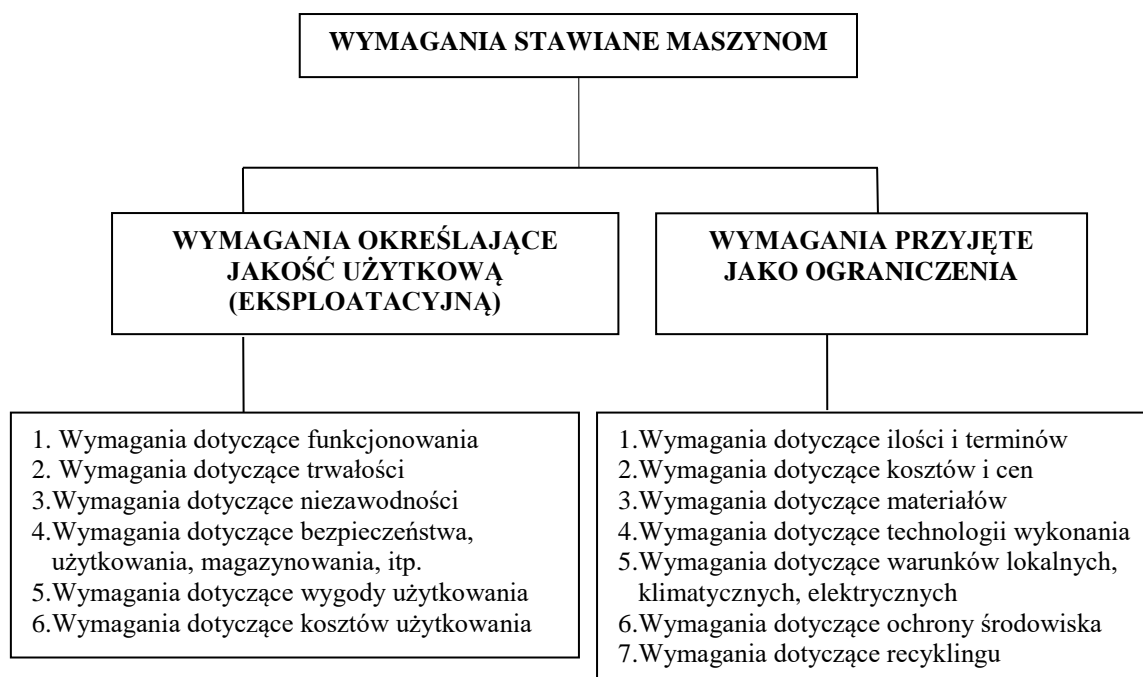 WYMAGANIA STAWIANE MASZYNOM
WYMAGANIA OKREŚLAJĄCE
JAKOŚĆ UŻYTKOWĄ
(EKSPLOATACYJNĄ)
WYMAGANIA PRZYJĘTE
JAKO OGRANICZENIA
1. Wymagania dotyczące funkcjonowania
2. Wymagania dotyczące trwałości
3.Wymagania dotyczące niezawodności
4.Wymagania dotyczące bezpieczeństwa,
użytkowania, magazynowania, itp.
5.Wymagania dotyczące wygody użytkowania
6.Wymagania dotyczące kosztów użytkowania
1.Wymagania dotyczące ilości i terminów
2.Wymagania dotyczące kosztów i cen
3.Wymagania dotyczące materiałów
4.Wymagania dotyczące technologii wykonania
5.Wymagania dotyczące warunków lokalnych,
klimatycznych, elektrycznych
6.Wymagania dotyczące ochrony środowiska
7.Wymagania dotyczące recyklingu